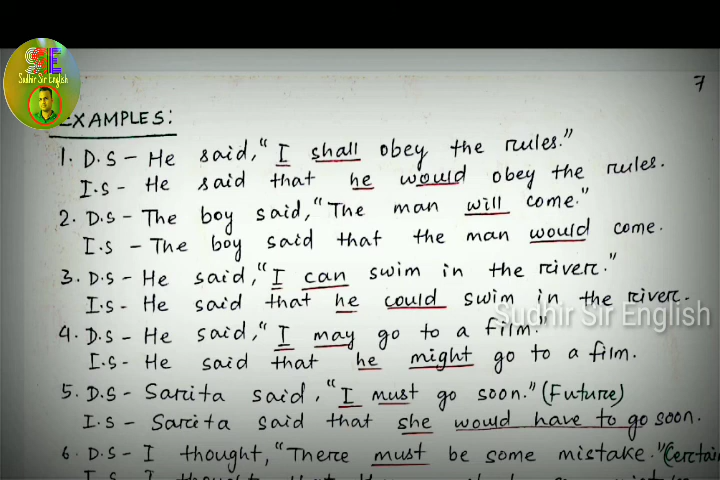 SE
Sudhir Sir English
7
EXAMPLES:
1. D.S - He said, "I shall obey the rules."
I.S - He said that he would obey the rules.
2. D.S - The boy said, "The man will come."
I.S - The boy said that the man would come.
3. D.S - He said, "I can swim in the river."
I.S - He said that he could swim in the river.
Sudhir Sir English
4. D.S - He said, "I may go to a film."
I.S - He said that he might go to a film.
5. D.S - Sarita said, "I must go soon." (Future)
I.S - Sarita said that she would have to go soon.
6. D.S - I thought, "There must be some mistake." (Certain